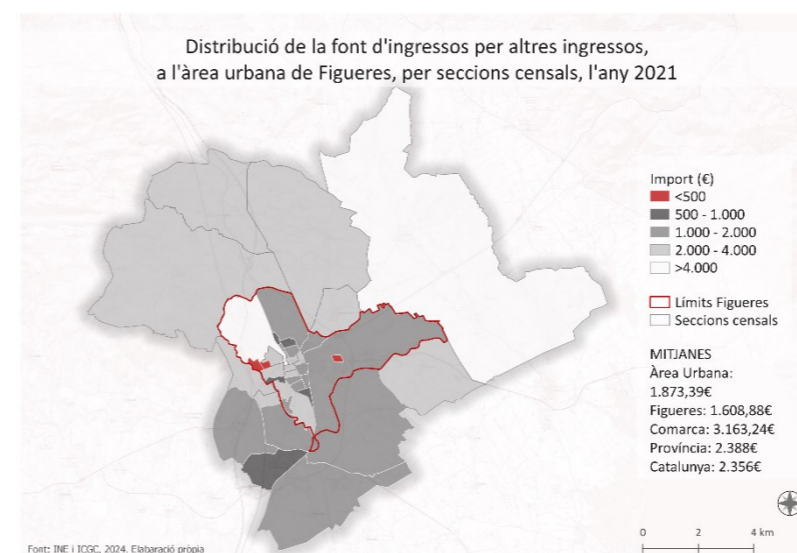 Distribució de la font d'ingressos per altres ingressos,
a l'àrea urbana de Figueres, per seccions censals, l'any 2021
Import (€)
<500
500 - 1.000
1.000 - 2.000
2.000 - 4.000
>4.000
Límits Figueres
Seccions censals
MITJANES
Àrea Urbana:
1.873,39€
Figueres: 1.608,88€
Comarca: 3.163,24€
Província: 2.388€
Catalunya: 2.356€
0 2 4 km
Font: INE i ICGC, 2024. Elabaració pròpia